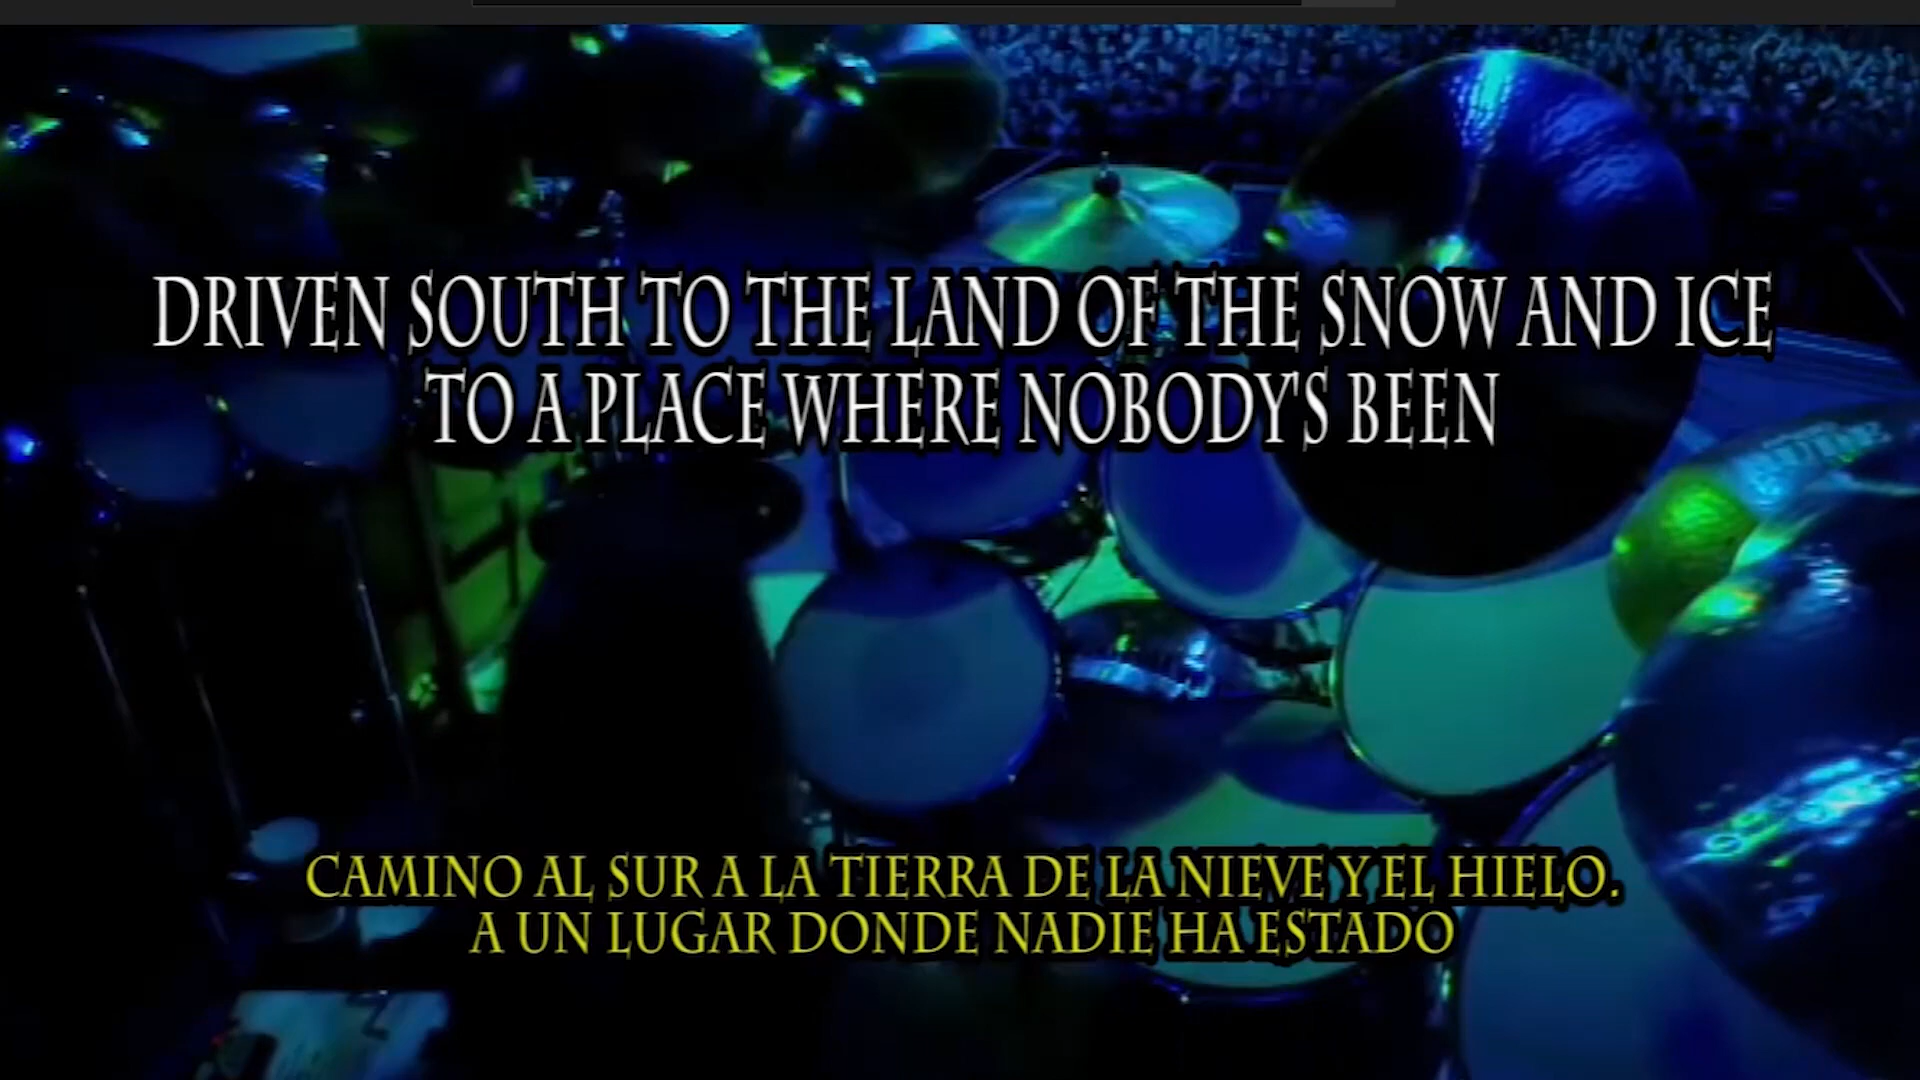 DRIVEN SOUTH TO THE LAND OF THE SNOW AND ICE
TO A PLACE WHERE NOBODY'S BEEN
CAMINO AL SUR A LA TIERRA DE LA NIEVE Y EL HIELO.
A UN LUGAR DONDE NADIE HA ESTADO